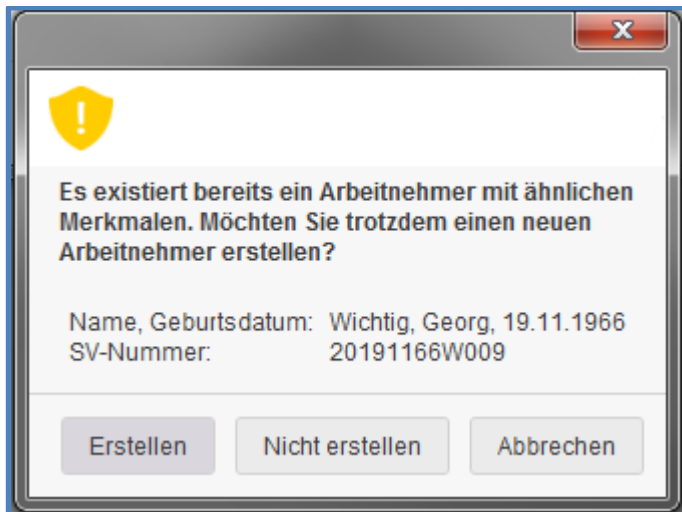 Es existiert bereits ein Arbeitnehmer mit ähnlichen
Merkmalen. Möchten Sie trotzdem einen neuen
Arbeitnehmer erstellen?
Name, Geburtsdatum: Wichtig, Georg, 19.11.1966
SV-Nummer: 20191166W009
Erstellen Nicht erstellen Abbrechen